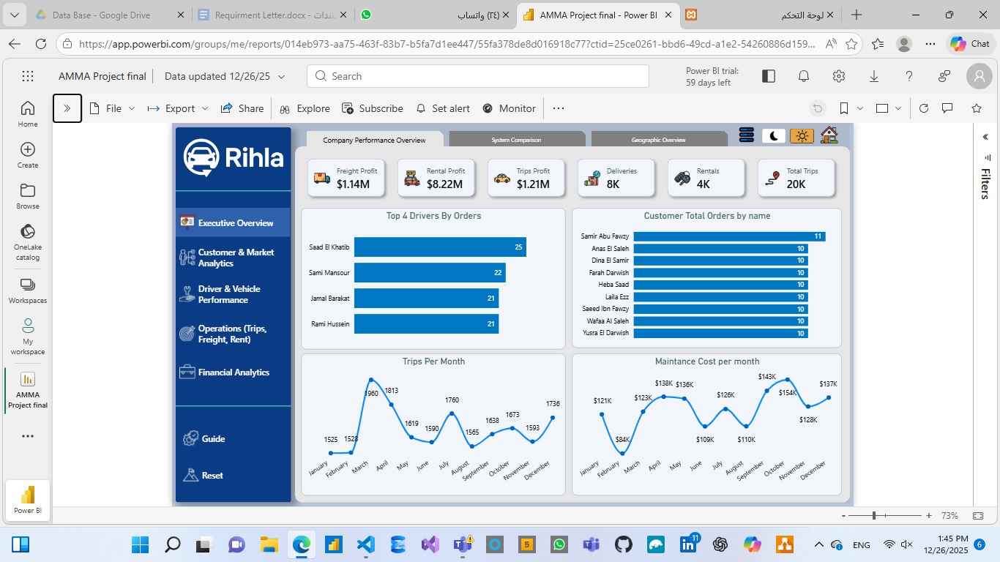 Data Base - Google Drive
Requirment Letter.docx - مستندات
(٢٤) واتساب
AMMA Project final - Power BI
لوحة التحكم
https://app.powerbi.com/groups/me/reports/014eb973-aa75-463f-83b7-b5fa7d1ee447/55fa378de8d016918c77?ctid=25ce0261-bbd6-49cd-a1e2-54260886d159...
Chat
AMMA Project final
Data updated 12/26/25
Search
Power BI trial:
59 days left
File
Export
Share
Explore
Subscribe
Set alert
Monitor
Home
Create
Browse
OneLake
catalog
Workspaces
My
workspace
AMMA
Project final
Power BI
Rihla
Executive Overview
Customer & Market
Analytics
Driver & Vehicle
Performance
Operations (Trips,
Freight, Rent)
Financial Analytics
Guide
Reset
Company Performance Overview
System Comparison
Geographic Overview
Freight Profit
$1.14M
Rental Profit
$8.22M
Trips Profit
$1.21M
Deliveries
8K
Rentals
4K
Total Trips
20K
Top 4 Drivers By Orders
Saad El Khatib 25
Sami Mansour 22
Jamal Barakat 21
Rami Hussein 21
Customer Total Orders by name
Samir Abu Fawzy 11
Anas El Saleh 10
Dina El Samir 10
Farah Darwish 10
Heba Saad 10
Laila Ezz 10
Saeed Ibn Fawzy 10
Wafaa Al Saleh 10
Yusra El Darwish 10
Trips Per Month
1525
1528
1960
1813
1619
1590
1760
1565
1638
1673
1593
1736
January
February
March
April
May
June
July
August
September
October
November
December
Maintance Cost per month
$121K
$84K
$123K
$138K
$136K
$109K
$126K
$110K
$143K
$154K
$128K
$137K
January
February
March
April
May
June
July
August
September
October
November
December
Filters
73%
5
11
ENG
1:45 PM
12/26/2025
6